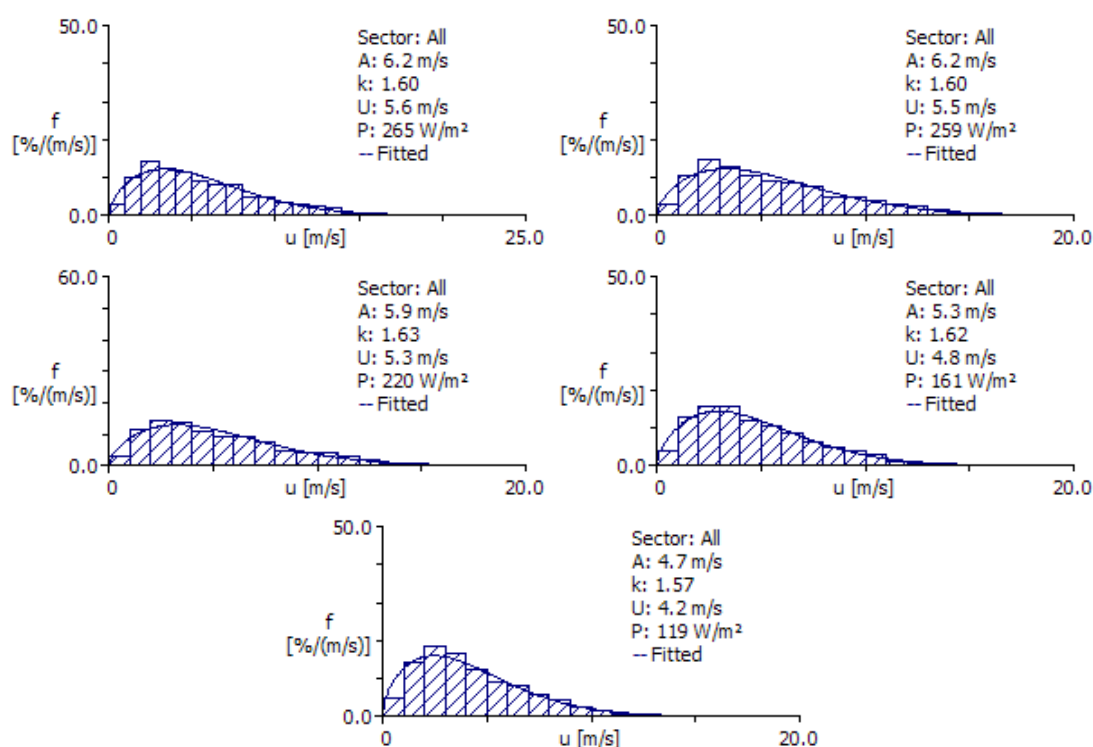 50.0
Sector: All
A: 6.2 m/s
k: 1.60
U: 5.6 m/s
P: 265 W/m²
-- Fitted
f
[%/(m/s)]
0.0
0
u [m/s]
25.0
50.0
Sector: All
A: 6.2 m/s
k: 1.60
U: 5.5 m/s
P: 259 W/m²
-- Fitted
f
[%/(m/s)]
0.0
0
u [m/s]
20.0
60.0
Sector: All
A: 5.9 m/s
k: 1.63
U: 5.3 m/s
P: 220 W/m²
-- Fitted
f
[%/(m/s)]
0.0
0
u [m/s]
20.0
50.0
Sector: All
A: 5.3 m/s
k: 1.62
U: 4.8 m/s
P: 161 W/m²
-- Fitted
f
[%/(m/s)]
0.0
0
u [m/s]
20.0
50.0
Sector: All
A: 4.7 m/s
k: 1.57
U: 4.2 m/s
P: 119 W/m²
-- Fitted
f
[%/(m/s)]
0.0
0
u [m/s]
20.0